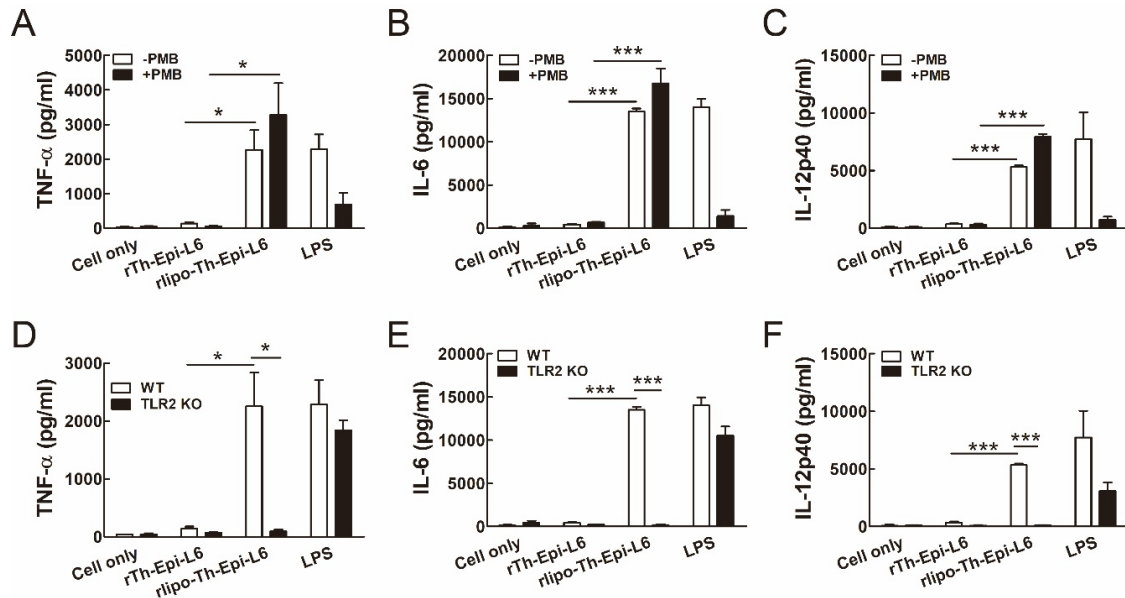 A
TNF-α (pg/ml)
5000
4000
3000
2000
1000
0
-PMB
+PMB
*
*
Cell only
rTh-Epi-L6
rlipo-Th-Epi-L6
LPS
B
IL-6 (pg/ml)
20000
15000
10000
5000
0
-PMB
+PMB
***
***
Cell only
rTh-Epi-L6
rlipo-Th-Epi-L6
LPS
C
IL-12p40 (pg/ml)
15000
10000
5000
0
-PMB
+PMB
***
***
Cell only
rTh-Epi-L6
rlipo-Th-Epi-L6
LPS
D
TNF-α (pg/ml)
3000
2000
1000
0
WT
TLR2 KO
*
*
Cell only
rTh-Epi-L6
rlipo-Th-Epi-L6
LPS
E
IL-6 (pg/ml)
20000
15000
10000
5000
0
WT
TLR2 KO
***
***
Cell only
rTh-Epi-L6
rlipo-Th-Epi-L6
LPS
F
IL-12p40 (pg/ml)
15000
10000
5000
0
WT
TLR2 KO
***
***
Cell only
rTh-Epi-L6
rlipo-Th-Epi-L6
LPS